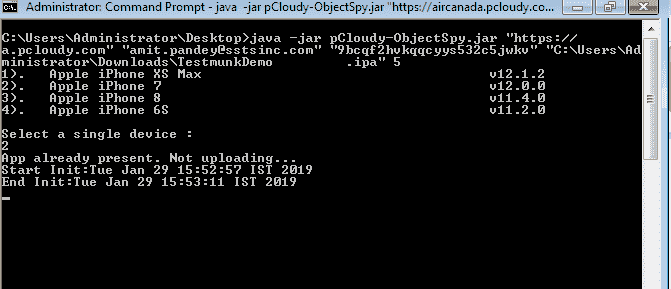 Administrator: Command Prompt - java -jar pCloudy-ObjectSpy.jar "https://aircanada.pcloudy.co...
C:\Users\Administrator\Desktop>java -jar pCloudy-ObjectSpy.jar "https://
a.pcloudy.com" "amit.pandey@sstsinc.com" "9bcqf2hvkqqcyys532c5jwkv" "C:\Users\Ad
ministrator\Downloads\TestmunkDemo .ipa" 5
1). Apple iPhone XS Max v12.1.2
2). Apple iPhone 7 v12.0.0
3). Apple iPhone 8 v11.4.0
4). Apple iPhone 6S v11.2.0
Select a single device :
2
App already present. Not uploading...
Start Init:Tue Jan 29 15:52:57 IST 2019
End Init:Tue Jan 29 15:53:11 IST 2019